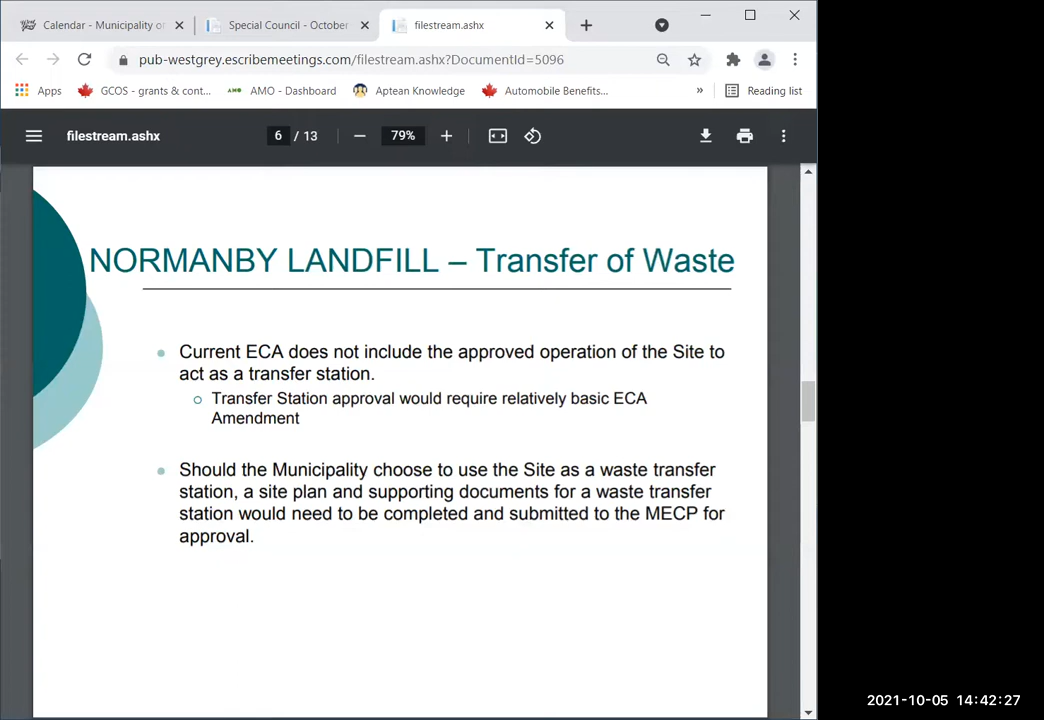 Calendar - Municipality o
Special Council - October
filestream.ashx
pub-westgrey.escribemeetings.com/filestream.ashx?DocumentId=5096
Apps
GCOS - grants & cont...
AMO - Dashboard
Aptean Knowledge
Automobile Benefits...
»
Reading list
filestream.ashx
6 / 13
79%
NORMANBY LANDFILL – Transfer of Waste
Current ECA does not include the approved operation of the Site to
act as a transfer station.
Transfer Station approval would require relatively basic ECA
Amendment
Should the Municipality choose to use the Site as a waste transfer
station, a site plan and supporting documents for a waste transfer
station would need to be completed and submitted to the MECP for
approval.
2021-10-05 14:42:27